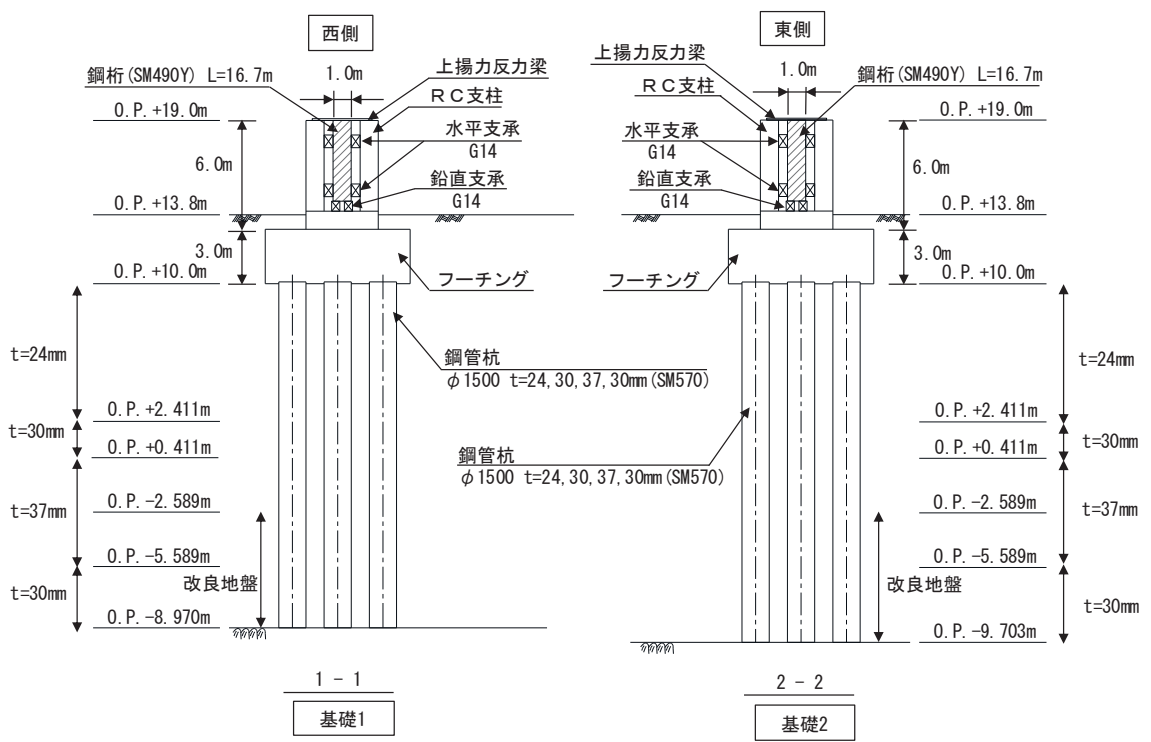 西側
鋼桁(SM490Y) L=16.7m
1.0m
上揚力反力梁
RC支柱
O.P.+19.0m
水平支承
G14
6.0m
鉛直支承
G14
O.P.+13.8m
3.0m
O.P.+10.0m
フーチング
t=24mm
鋼管杭
φ1500 t=24,30,37,30mm(SM570)
O.P.+2.411m
t=30mm
O.P.+0.411m
t=37mm
O.P.-2.589m
O.P.-5.589m
改良地盤
t=30mm
O.P.-8.970m
1 - 1
基礎1
東側
上揚力反力梁
1.0m
鋼桁(SM490Y) L=16.7m
RC支柱
O.P.+19.0m
水平支承
G14
6.0m
鉛直支承
G14
O.P.+13.8m
3.0m
O.P.+10.0m
フーチング
t=24mm
O.P.+2.411m
t=30mm
O.P.+0.411m
鋼管杭
φ1500 t=24,30,37,30mm(SM570)
O.P.-2.589m
t=37mm
O.P.-5.589m
改良地盤
t=30mm
O.P.-9.703m
2 - 2
基礎2